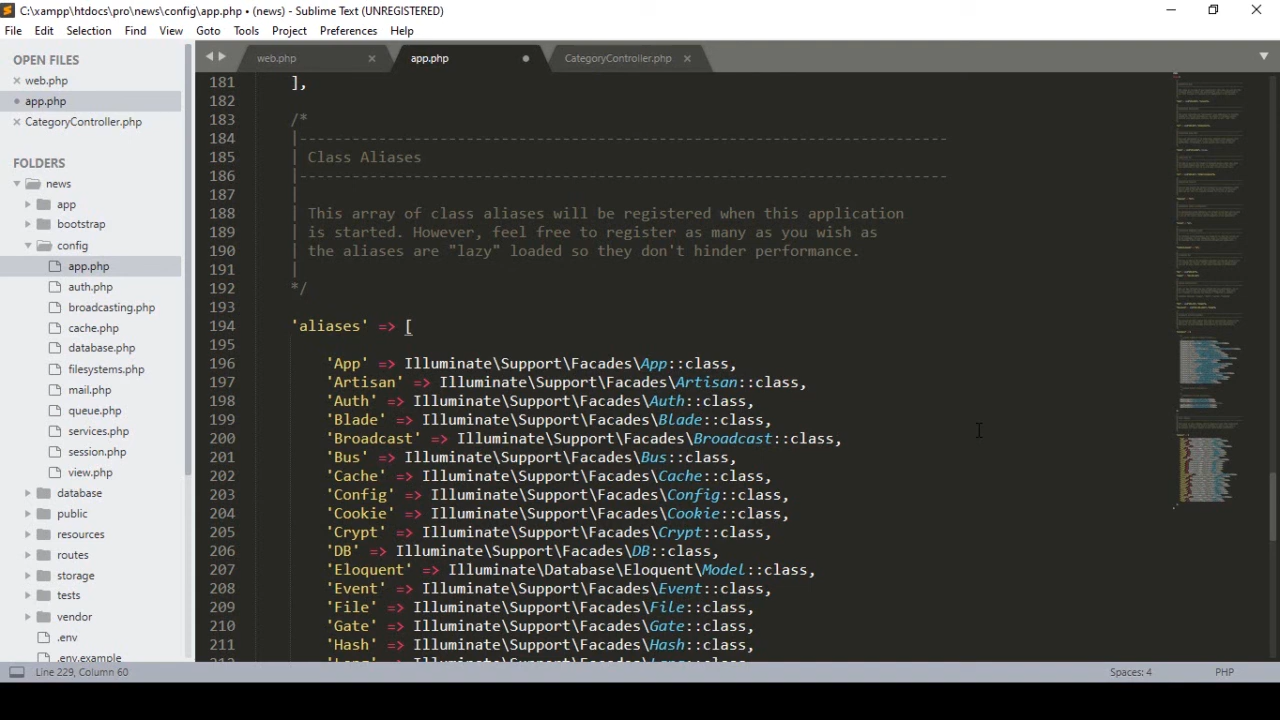 C:\xampp\htdocs\pro\news\config\app.php • (news) - Sublime Text (UNREGISTERED)
File Edit Selection Find View Goto Tools Project Preferences Help
OPEN FILES
web.php
app.php
CategoryController.php
FOLDERS
news
app
bootstrap
config
app.php
auth.php
broadcasting.php
cache.php
database.php
filesystems.php
mail.php
queue.php
services.php
session.php
view.php
database
public
resources
routes
storage
tests
vendor
.env
.env.example
web.php app.php CategoryController.php
181 ],
182
183 /*
184 |--------------------------------------------------------------------------
185 | Class Aliases
186 |--------------------------------------------------------------------------
187 |
188 | This array of class aliases will be registered when this application
189 | is started. However, feel free to register as many as you wish as
190 | the aliases are "lazy" loaded so they don't hinder performance.
191 |
192 */
193
194 'aliases' => [
195
196 'App' => Illuminate\Support\Facades\App::class,
197 'Artisan' => Illuminate\Support\Facades\Artisan::class,
198 'Auth' => Illuminate\Support\Facades\Auth::class,
199 'Blade' => Illuminate\Support\Facades\Blade::class,
200 'Broadcast' => Illuminate\Support\Facades\Broadcast::class,
201 'Bus' => Illuminate\Support\Facades\Bus::class,
202 'Cache' => Illuminate\Support\Facades\Cache::class,
203 'Config' => Illuminate\Support\Facades\Config::class,
204 'Cookie' => Illuminate\Support\Facades\Cookie::class,
205 'Crypt' => Illuminate\Support\Facades\Crypt::class,
206 'DB' => Illuminate\Support\Facades\DB::class,
207 'Eloquent' => Illuminate\Database\Eloquent\Model::class,
208 'Event' => Illuminate\Support\Facades\Event::class,
209 'File' => Illuminate\Support\Facades\File::class,
210 'Gate' => Illuminate\Support\Facades\Gate::class,
211 'Hash' => Illuminate\Support\Facades\Hash::class,
Line 229, Column 60
Spaces: 4
PHP